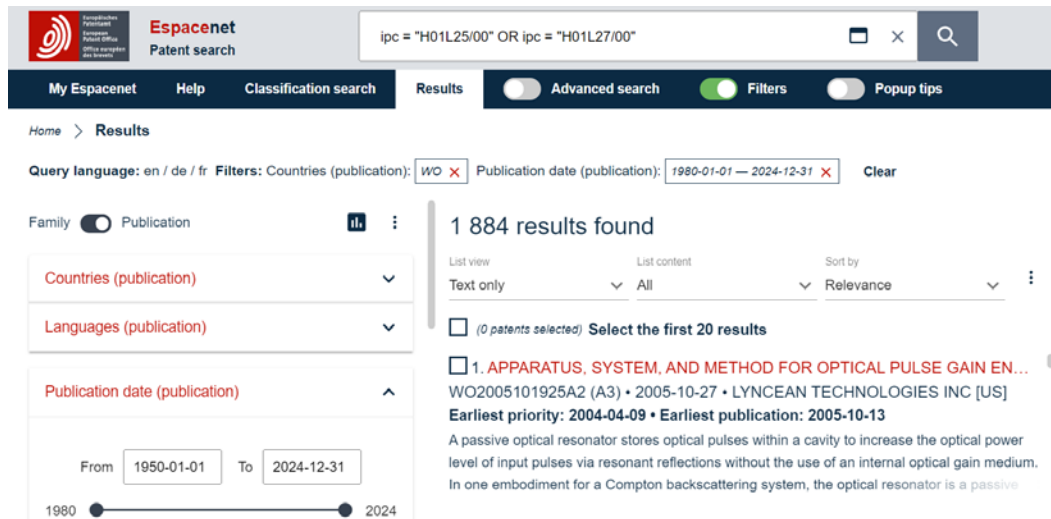 Europäisches
Patentamt
European
Patent Office
Office européen
des brevets
Espacenet
Patent search
ipc = "H01L25/00" OR ipc = "H01L27/00"
My Espacenet Help Classification search Results Advanced search Filters Popup tips
Home > Results
Query language: en / de / fr Filters: Countries (publication): WO × Publication date (publication): 1980-01-01 — 2024-12-31 × Clear
Family Publication
1 884 results found
Countries (publication)
Languages (publication)
Publication date (publication)
From 1950-01-01 To 2024-12-31
1980 2024
List view List content Sort by
Text only All Relevance
(0 patents selected) Select the first 20 results
1. APPARATUS, SYSTEM, AND METHOD FOR OPTICAL PULSE GAIN EN...
WO2005101925A2 (A3) • 2005-10-27 • LYNCEAN TECHNOLOGIES INC [US]
Earliest priority: 2004-04-09 • Earliest publication: 2005-10-13
A passive optical resonator stores optical pulses within a cavity to increase the optical power
level of input pulses via resonant reflections without the use of an internal optical gain medium.
In one embodiment for a Compton backscattering system, the optical resonator is a passive